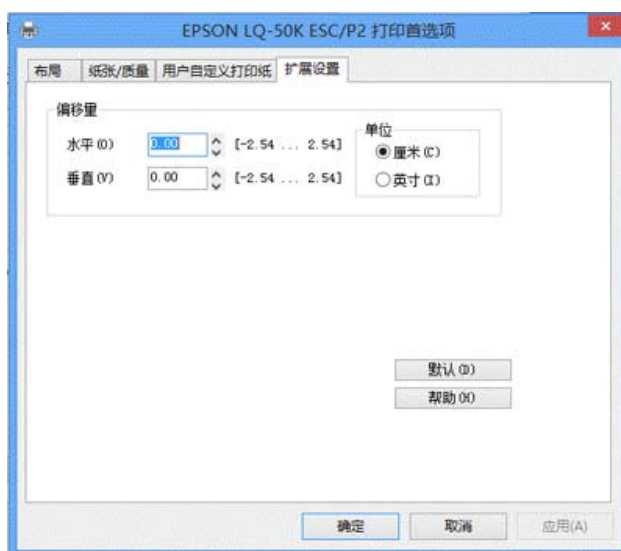 EPSON LQ-50K ESC/P2 打印首选项
布局 纸张/质量 用户自定义打印纸 扩展设置
偏移量
单位
水平(O) 0.00 [-2.54 ... 2.54]
厘米(C)
垂直(V) 0.00 [-2.54 ... 2.54]
英寸(I)
默认(D)
帮助(H)
确定 取消 应用(A)